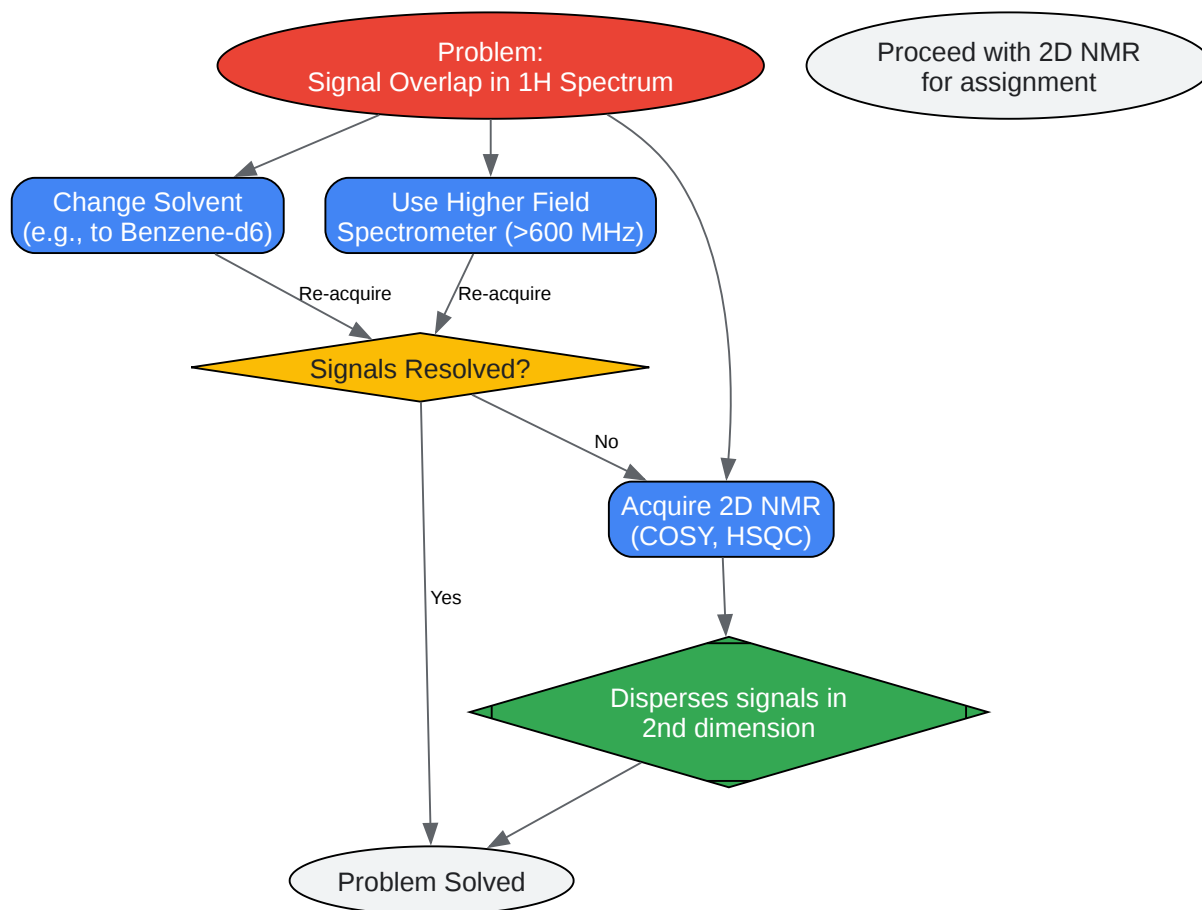 Problem:
Signal Overlap in 1H Spectrum
Proceed with 2D NMR
for assignment
Change Solvent
(e.g., to Benzene-d6)
Use Higher Field
Spectrometer (>600 MHz)
Re-acquire
Re-acquire
Signals Resolved?
No
Acquire 2D NMR
(COSY, HSQC)
Yes
Disperses signals in
2nd dimension
Problem Solved